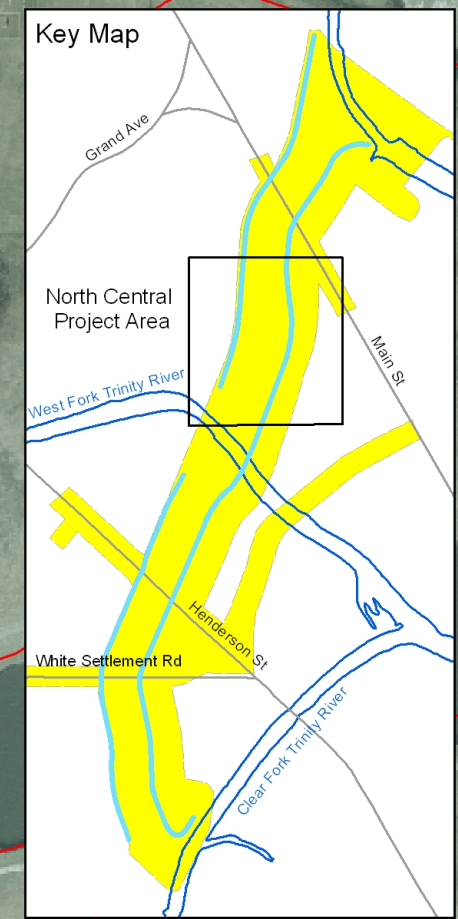 Key Map
Grand Ave
North Central
Project Area
Main St
West Fork Trinity River
Henderson St
White Settlement Rd
Clear Fork Trinity River